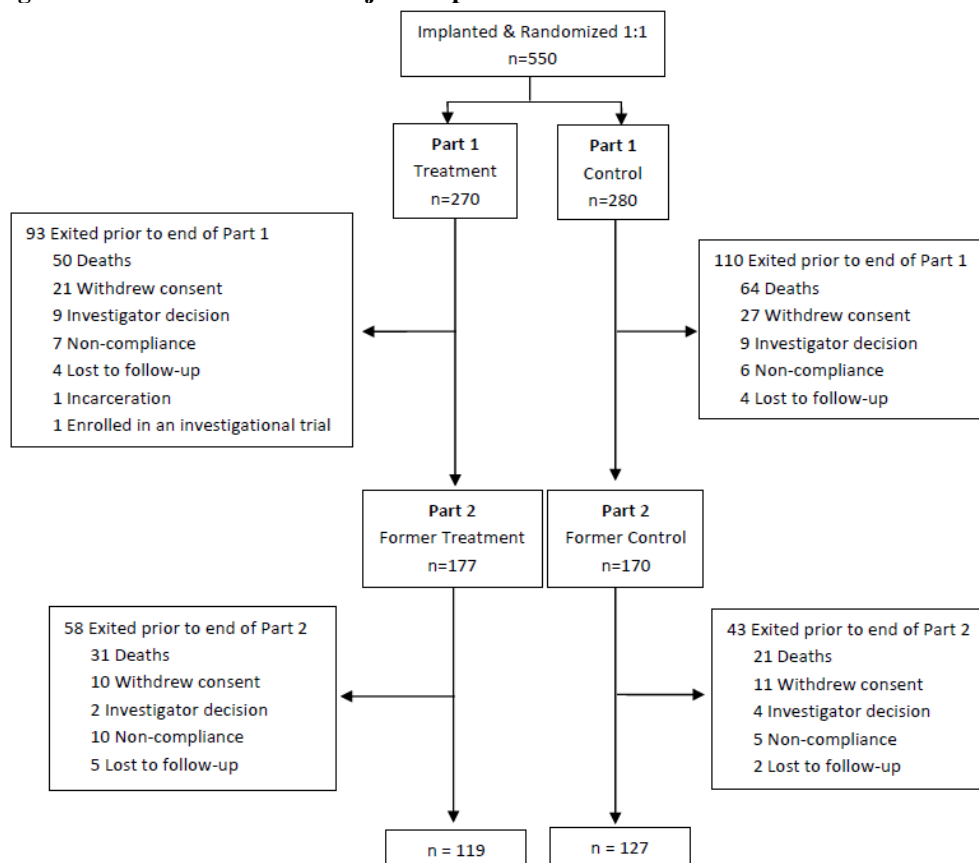 Implanted & Randomized 1:1
n=550
Part 1
Treatment
n=270
Part 1
Control
n=280
93 Exited prior to end of Part 1
50 Deaths
21 Withdrew consent
9 Investigator decision
7 Non-compliance
4 Lost to follow-up
1 Incarceration
1 Enrolled in an investigational trial
110 Exited prior to end of Part 1
64 Deaths
27 Withdrew consent
9 Investigator decision
6 Non-compliance
4 Lost to follow-up
Part 2
Former Treatment
n=177
Part 2
Former Control
n=170
58 Exited prior to end of Part 2
31 Deaths
10 Withdrew consent
2 Investigator decision
10 Non-compliance
5 Lost to follow-up
43 Exited prior to end of Part 2
21 Deaths
11 Withdrew consent
4 Investigator decision
5 Non-compliance
2 Lost to follow-up
n = 119
n = 127